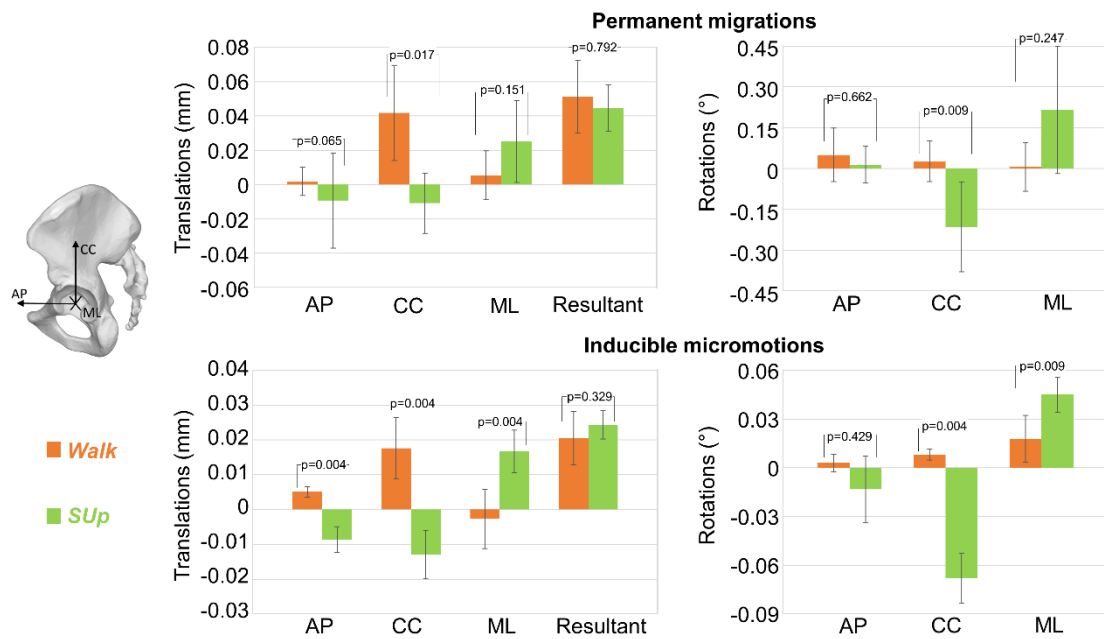 Permanent migrations
Translations (mm)
0.08
0.06
0.04
0.02
0
-0.02
-0.04
-0.06
p=0.065
p=0.017
p=0.151
p=0.792
AP
CC
ML
Resultant
Rotations (°)
0.45
0.30
0.15
0
-0.15
-0.30
-0.45
p=0.662
p=0.009
p=0.247
AP
CC
ML
CC
AP
ML
Inducible micromotions
Translations (mm)
0.04
0.03
0.02
0.01
0
-0.01
-0.02
-0.03
p=0.004
p=0.004
p=0.004
p=0.329
AP
CC
ML
Resultant
Rotations (°)
0.06
0.03
0
-0.03
-0.06
-0.09
p=0.429
p=0.004
p=0.009
AP
CC
ML
Walk
SUp